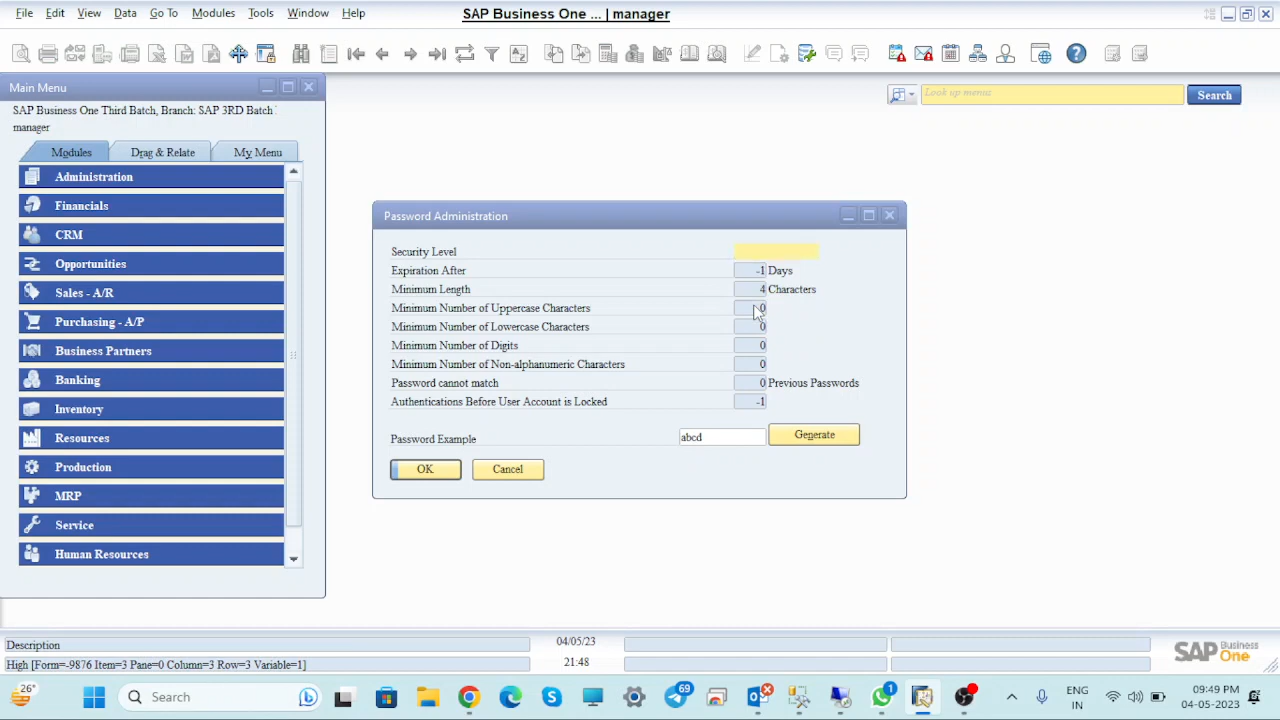 File Edit View Data Go To Modules Tools Window Help
SAP Business One ... | manager
Main Menu
SAP Business One Third Batch, Branch: SAP 3RD Batch
manager
Modules Drag & Relate My Menu
Administration
Financials
CRM
Opportunities
Sales - A/R
Purchasing - A/P
Business Partners
Banking
Inventory
Resources
Production
MRP
Service
Human Resources
Look up menus Search
Password Administration
Security Level
Expiration After -1 Days
Minimum Length 4 Characters
Minimum Number of Uppercase Characters 0
Minimum Number of Lowercase Characters 0
Minimum Number of Digits 0
Minimum Number of Non-alphanumeric Characters 0
Password cannot match 0 Previous Passwords
Authentications Before User Account is Locked -1
Password Example abcd Generate
OK Cancel
Description 04/05/23
High [Form=-9876 Item=3 Pane=0 Column=3 Row=3 Variable=1] 21:48
SAP Business One
26° Search 69 1 ENG IN 09:49 PM 04-05-2023